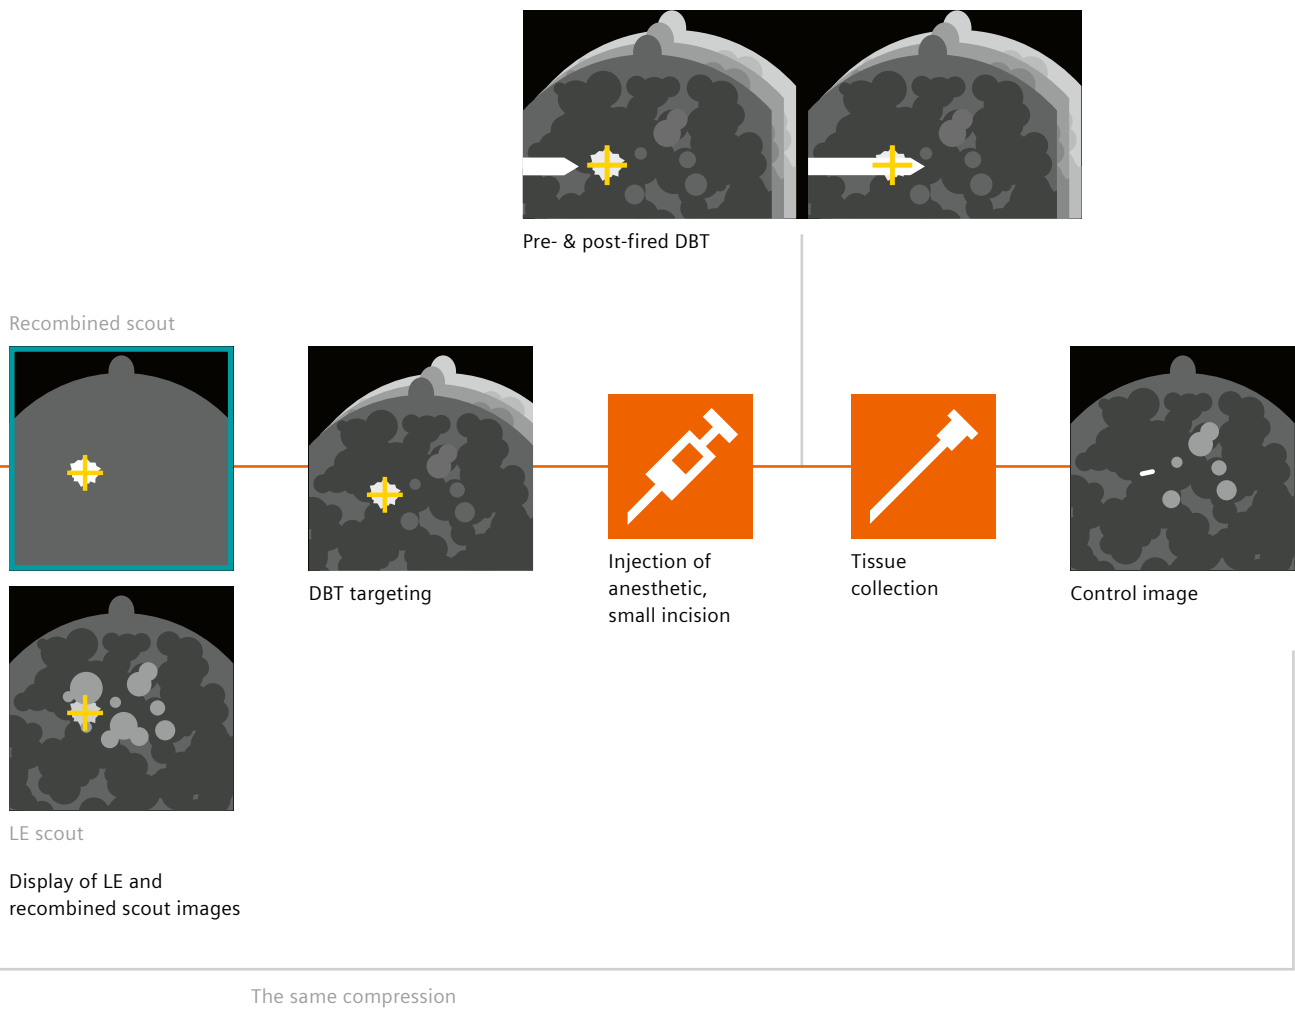 Pre- & post-fired DBT
Recombined scout
DBT targeting
Injection of
anesthetic,
small incision
Tissue
collection
Control image
LE scout
Display of LE and
recombined scout images
The same compression